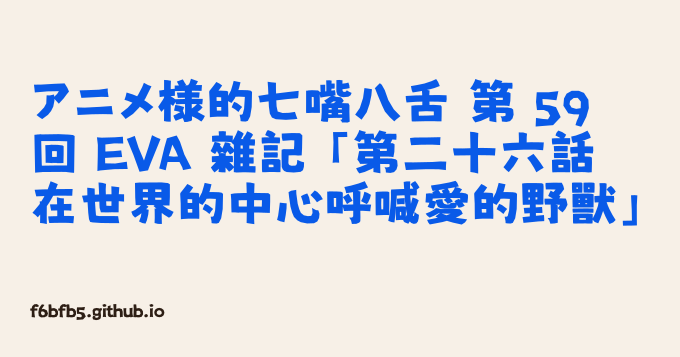 アニメ様的七嘴八舌 第 59
回 EVA 雜記「第二十六話
在世界的中心呼喊愛的野獸」
f6bfb5.github.io